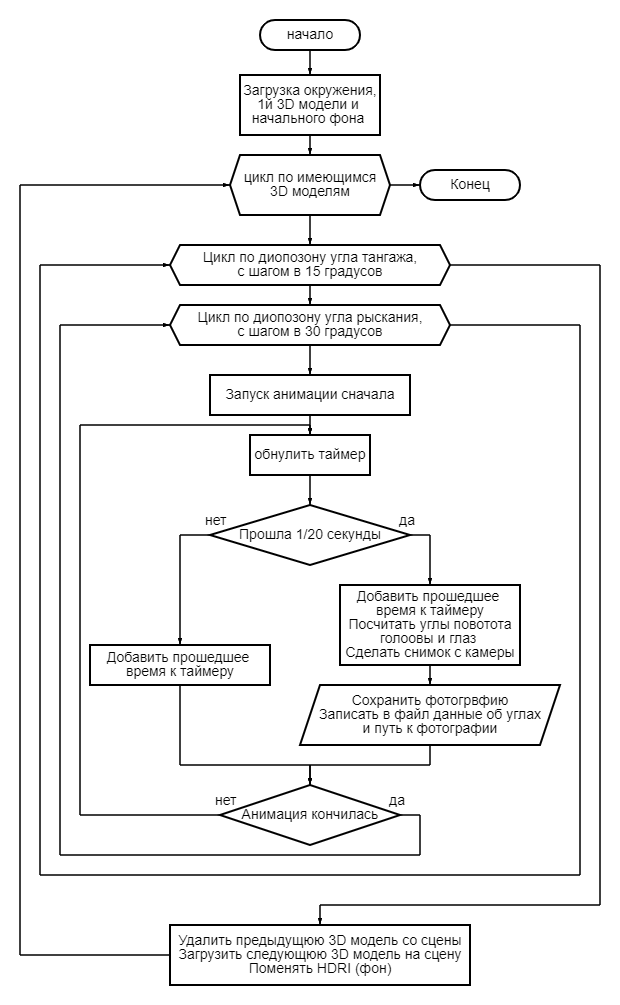 начало
Загрузка окружения,
1й 3D модели и
начального фона
цикл по имеющимся
3D моделям
Конец
Цикл по диопозону угла тангажа,
с шагом в 15 градусов
Цикл по диопозону угла рыскания,
с шагом в 30 градусов
Запуск анимации сначала
обнулить таймер
нет
Прошла 1/20 секунды
да
Добавить прошедшее
время к таймеру
Посчитать углы повотота
голоовы и глаз
Сделать снимок с камеры
Добавить прошедшее
время к таймеру
Сохранить фотогрвфию
Записать в файл данные об углах
и путь к фотографии
нет
Анимация кончилась
да
Удалить предыдущюю 3D модель со сцены
Загрузить следующюю 3D модель на сцену
Поменять HDRI (фон)